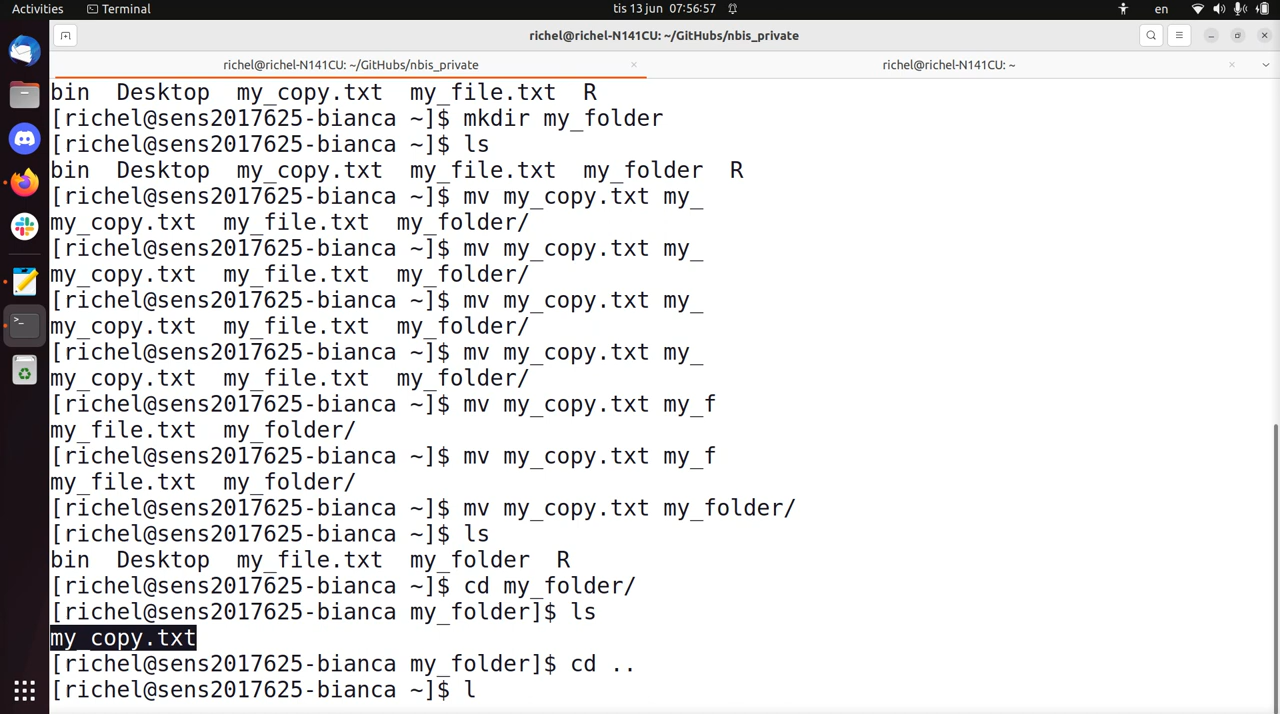 Activities Terminal tis 13 jun 07:56:57 en
richel@richel-N141CU: ~/GitHubs/nbis_private
richel@richel-N141CU: ~/GitHubs/nbis_private × richel@richel-N141CU: ~ ×
bin  Desktop  my_copy.txt  my_file.txt  R
[richel@sens2017625-bianca ~]$ mkdir my_folder
[richel@sens2017625-bianca ~]$ ls
bin  Desktop  my_copy.txt  my_file.txt  my_folder  R
[richel@sens2017625-bianca ~]$ mv my_copy.txt my_
my_copy.txt  my_file.txt  my_folder/
[richel@sens2017625-bianca ~]$ mv my_copy.txt my_
my_copy.txt  my_file.txt  my_folder/
[richel@sens2017625-bianca ~]$ mv my_copy.txt my_
my_copy.txt  my_file.txt  my_folder/
[richel@sens2017625-bianca ~]$ mv my_copy.txt my_
my_copy.txt  my_file.txt  my_folder/
[richel@sens2017625-bianca ~]$ mv my_copy.txt my_f
my_file.txt  my_folder/
[richel@sens2017625-bianca ~]$ mv my_copy.txt my_f
my_file.txt  my_folder/
[richel@sens2017625-bianca ~]$ mv my_copy.txt my_folder/
[richel@sens2017625-bianca ~]$ ls
bin  Desktop  my_file.txt  my_folder  R
[richel@sens2017625-bianca ~]$ cd my_folder/
[richel@sens2017625-bianca my_folder]$ ls
my_copy.txt
[richel@sens2017625-bianca my_folder]$ cd ..
[richel@sens2017625-bianca ~]$ l